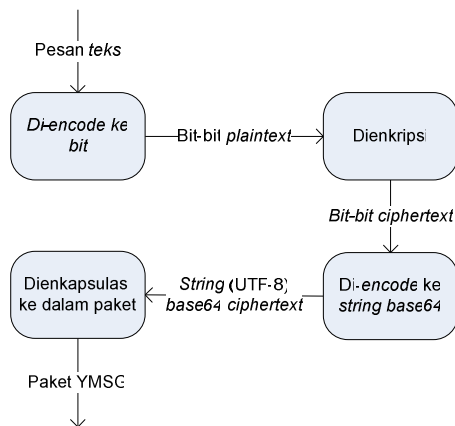 Pesan teks
Di-encode ke
bit
Bit-bit plaintext
Dienkripsi
Bit-bit ciphertext
Di-encode ke
string base64
String (UTF-8)
base64 ciphertext
Dienkapsulas
ke dalam paket
Paket YMSG